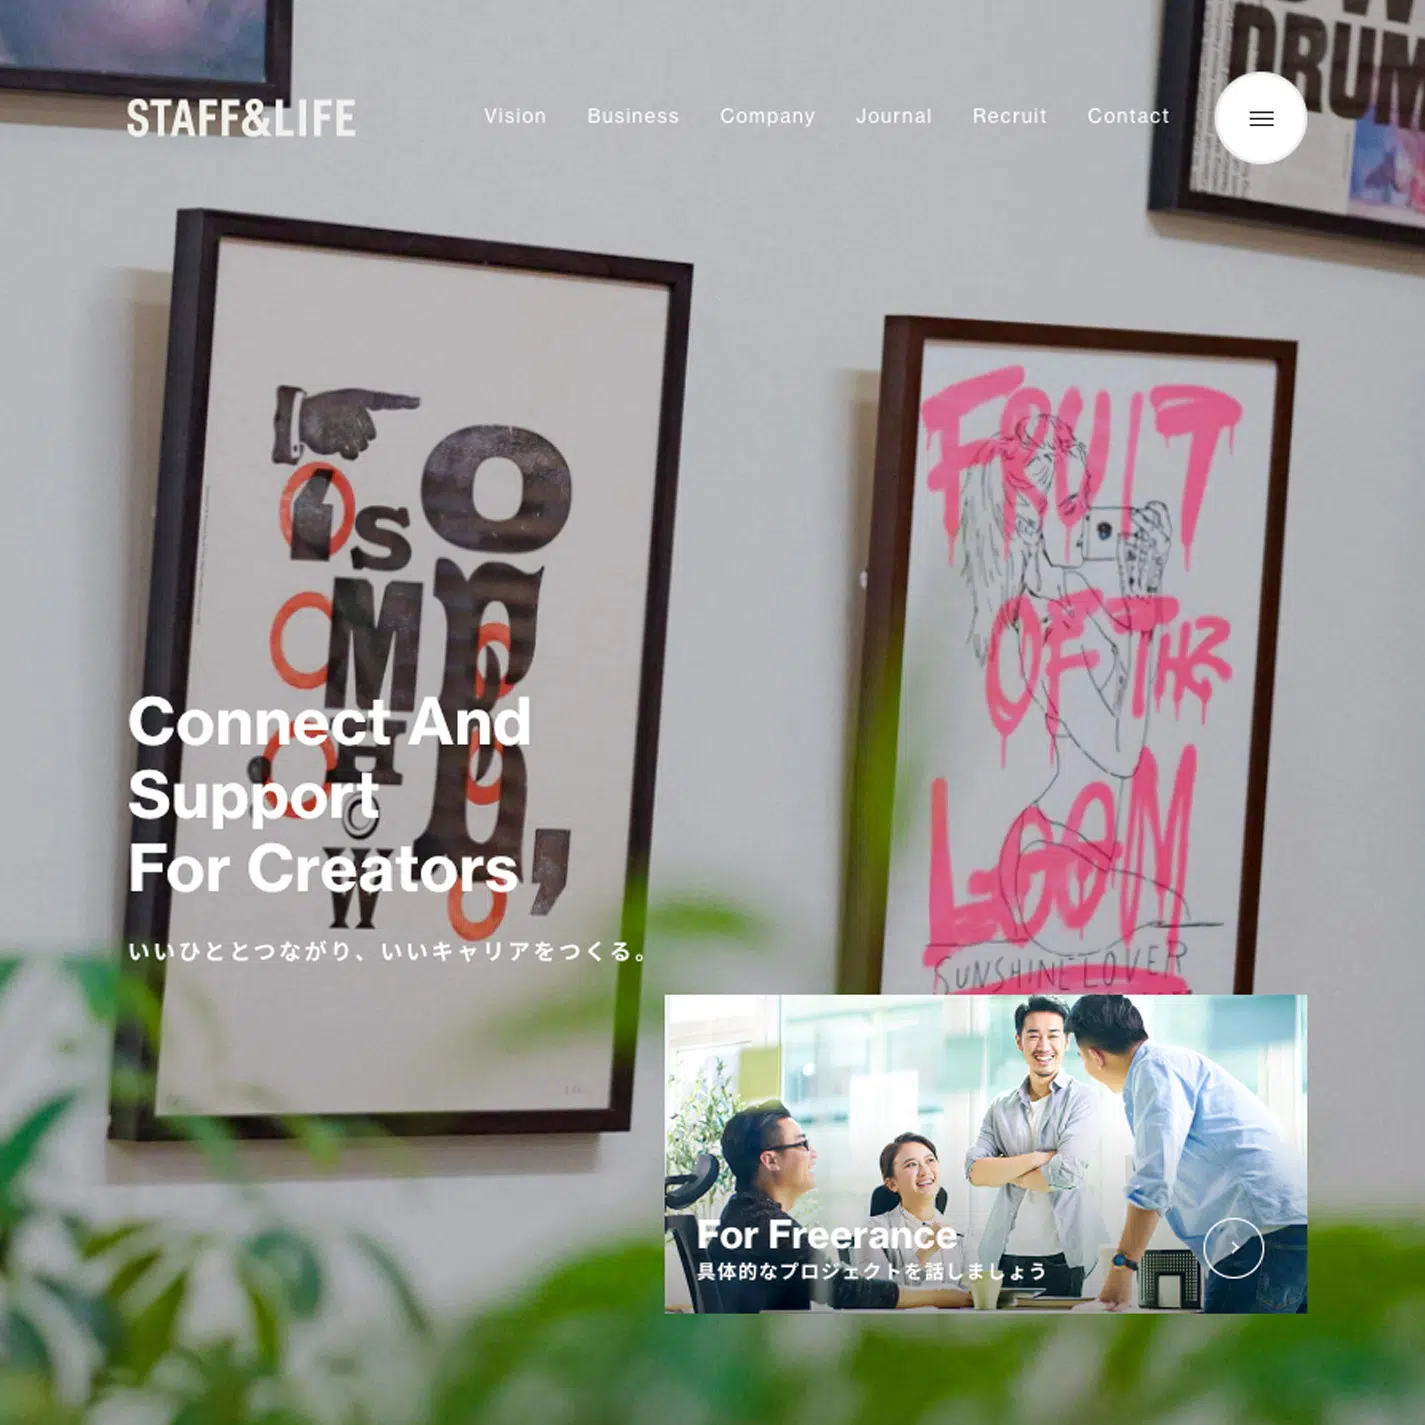 STAFF&LIFE
Vision Business Company Journal Recruit Contact
DRUM
FRUIT
OF THE
LOOM
SUNSHINE LOVER
Connect And
Support
For Creators
いいひととつながり、いいキャリアをつくる。
For Freerance
具体的なプロジェクトを話しましょう